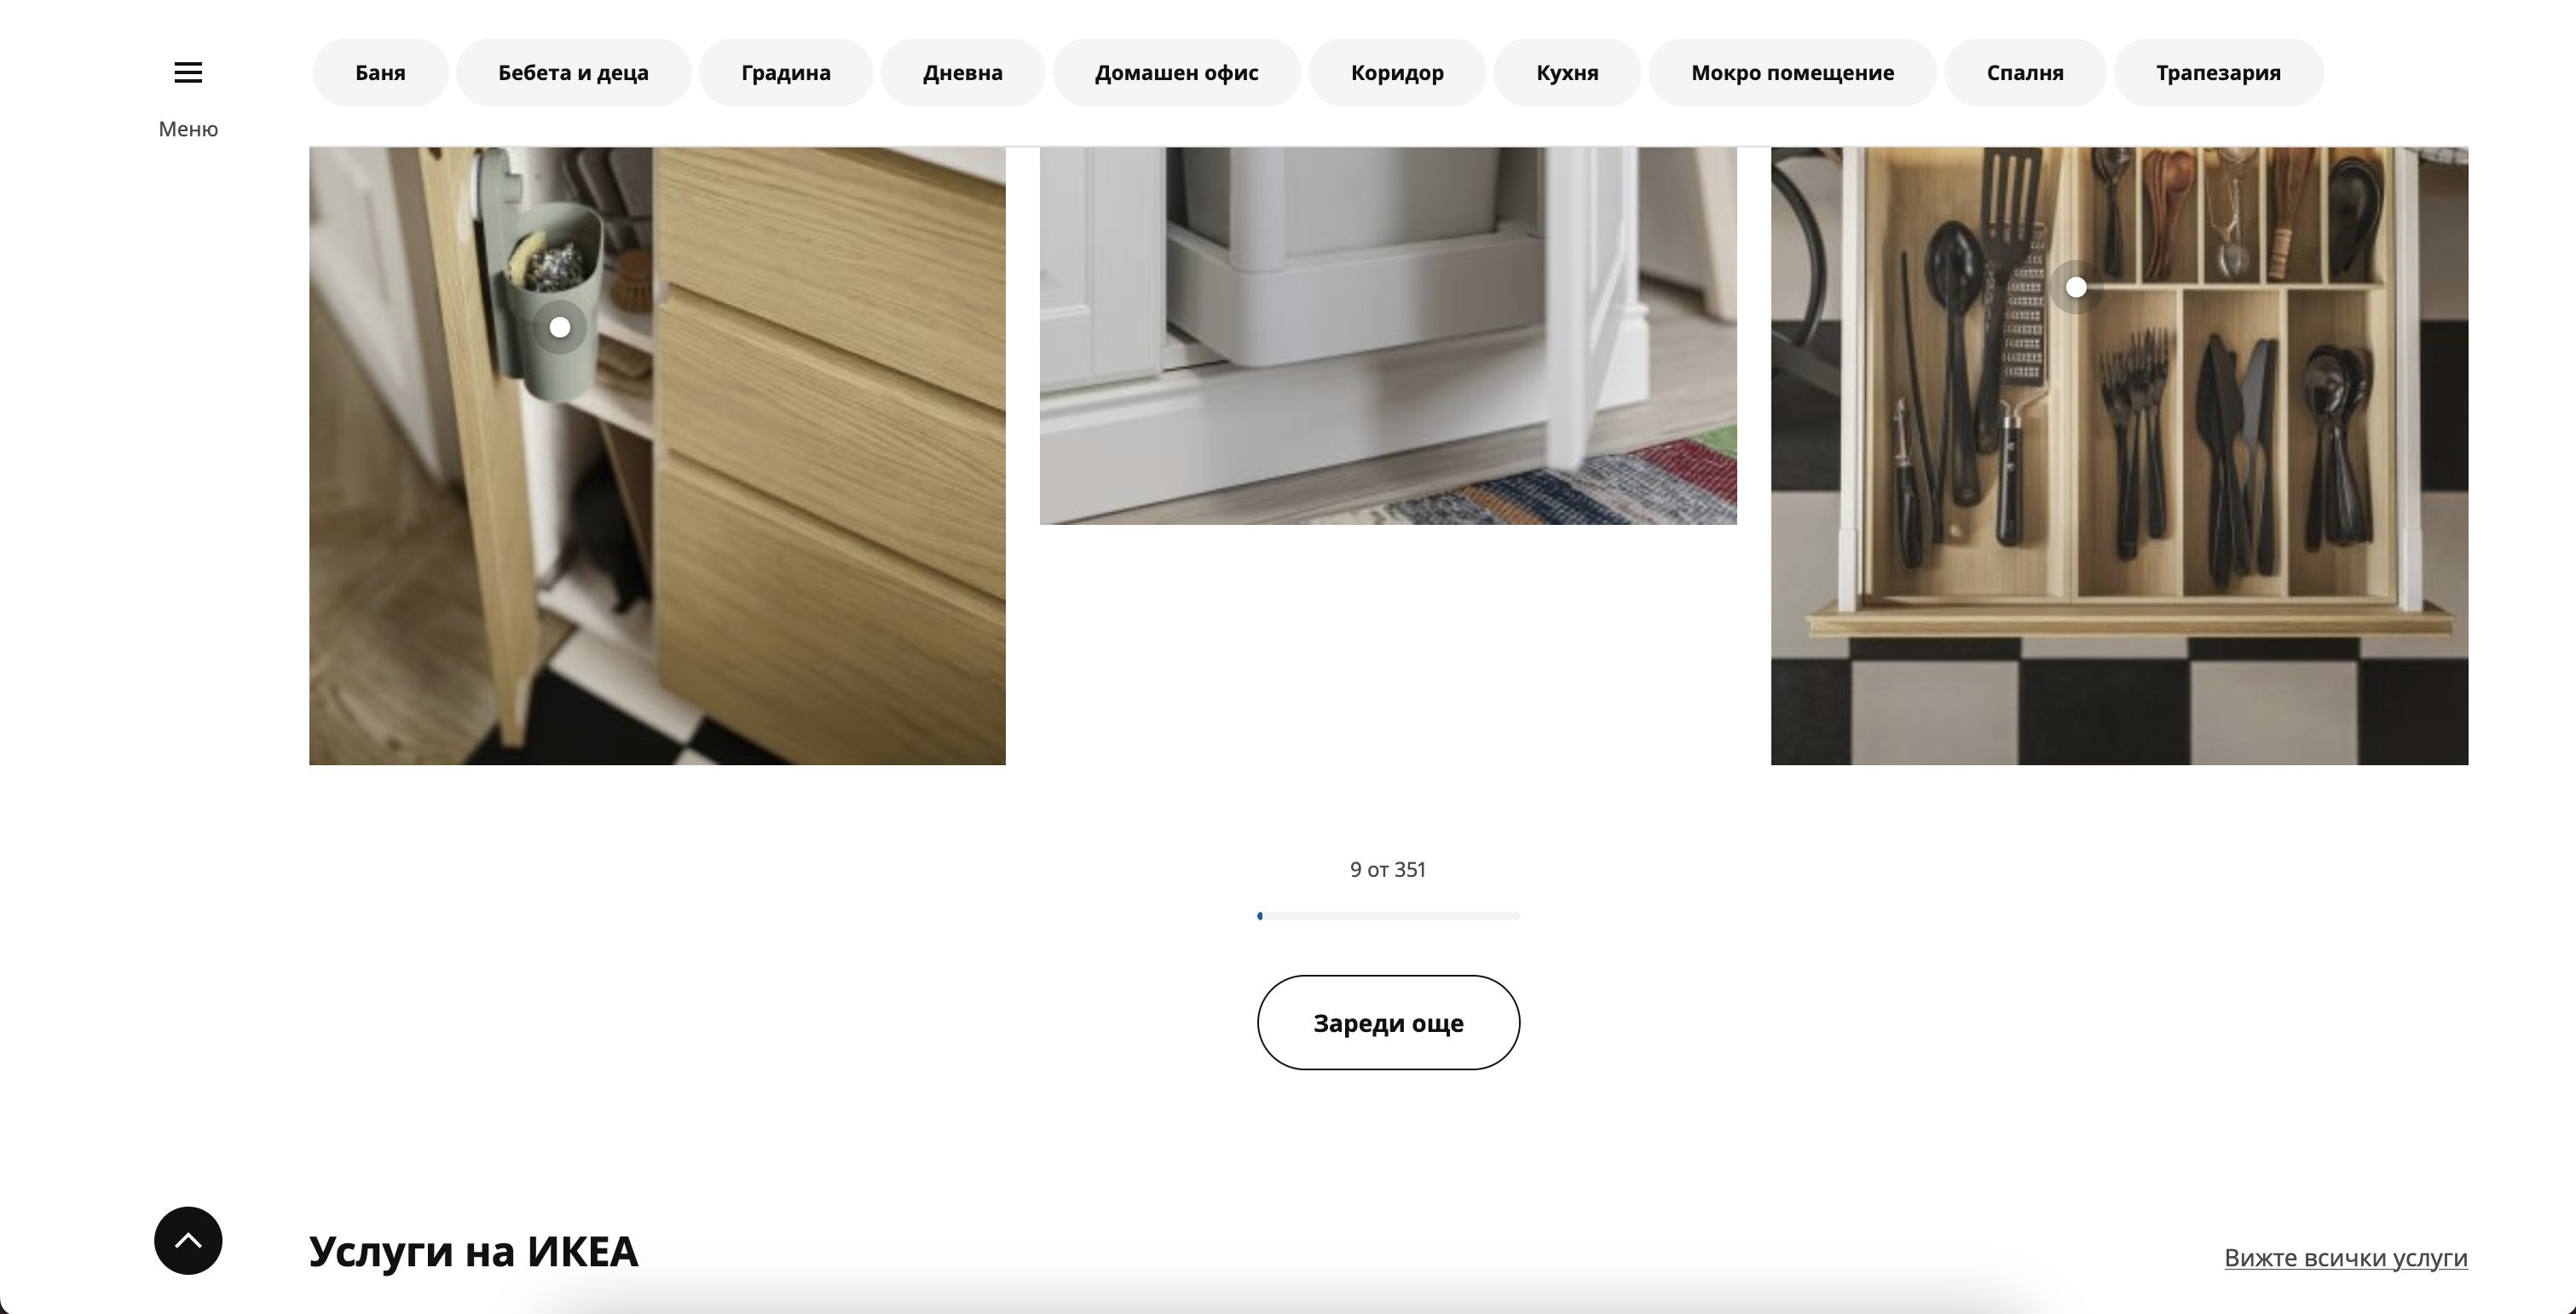 Меню
Баня
Бебета и деца
Градина
Дневна
Домашен офис
Коридор
Кухня
Мокро помещение
Спалня
Трапезария
9 от 351
Зареди още
Услуги на ИКЕА
Вижте всички услуги